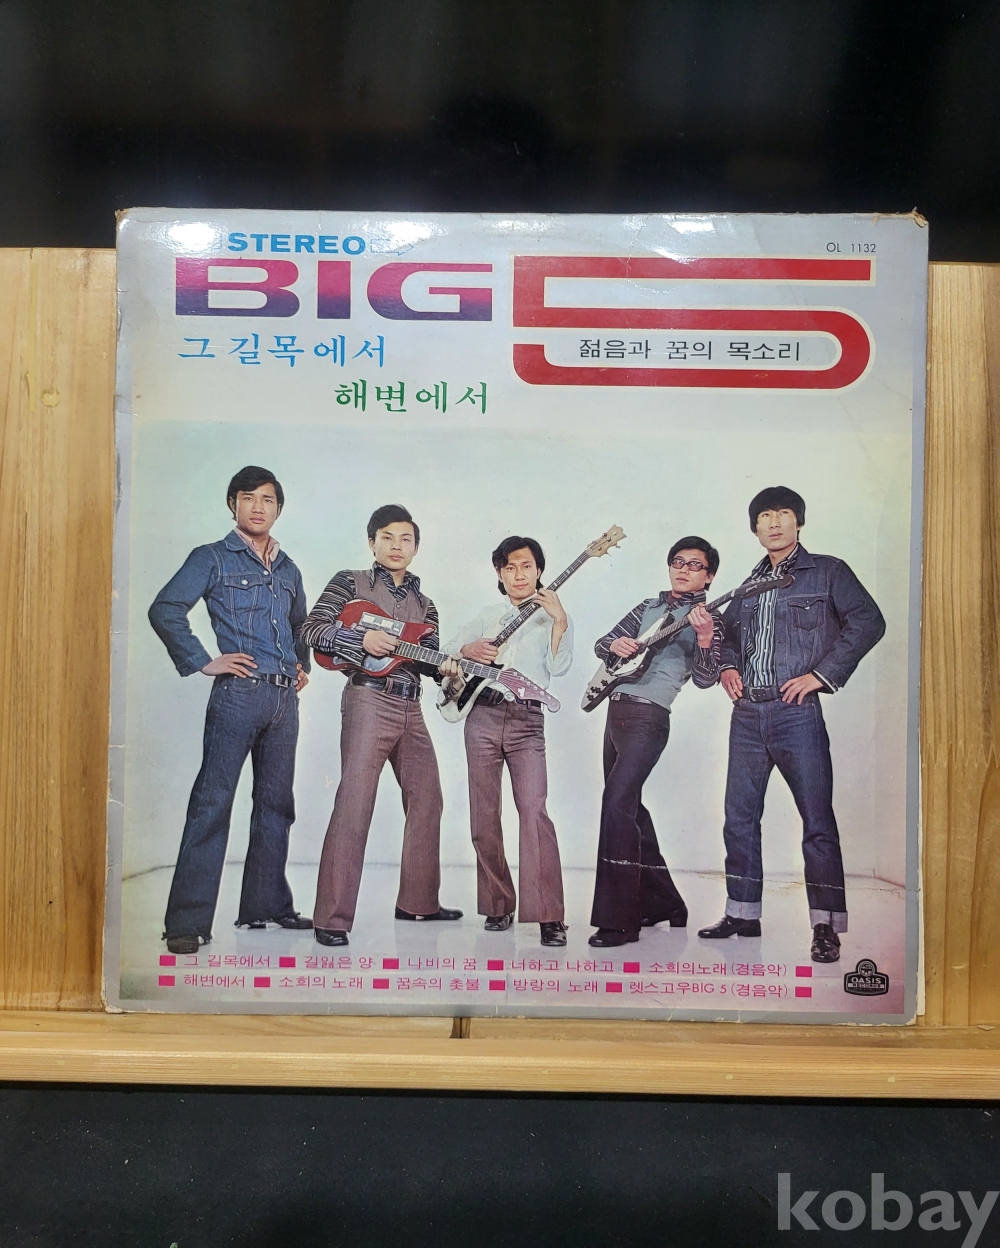 STEREO
OL 1132
BIG 5
그 길목에서
젊음과 꿈의 목소리
해변에서
그 길목에서 길잃은 양 나비의 꿈 너하고 나하고 소희의노래(경음악)
해변에서 소희의 노래 꿈속의 촛불 방랑의 노래 렛스고우BIG 5(경음악)
OASIS
RECORDS
kobay